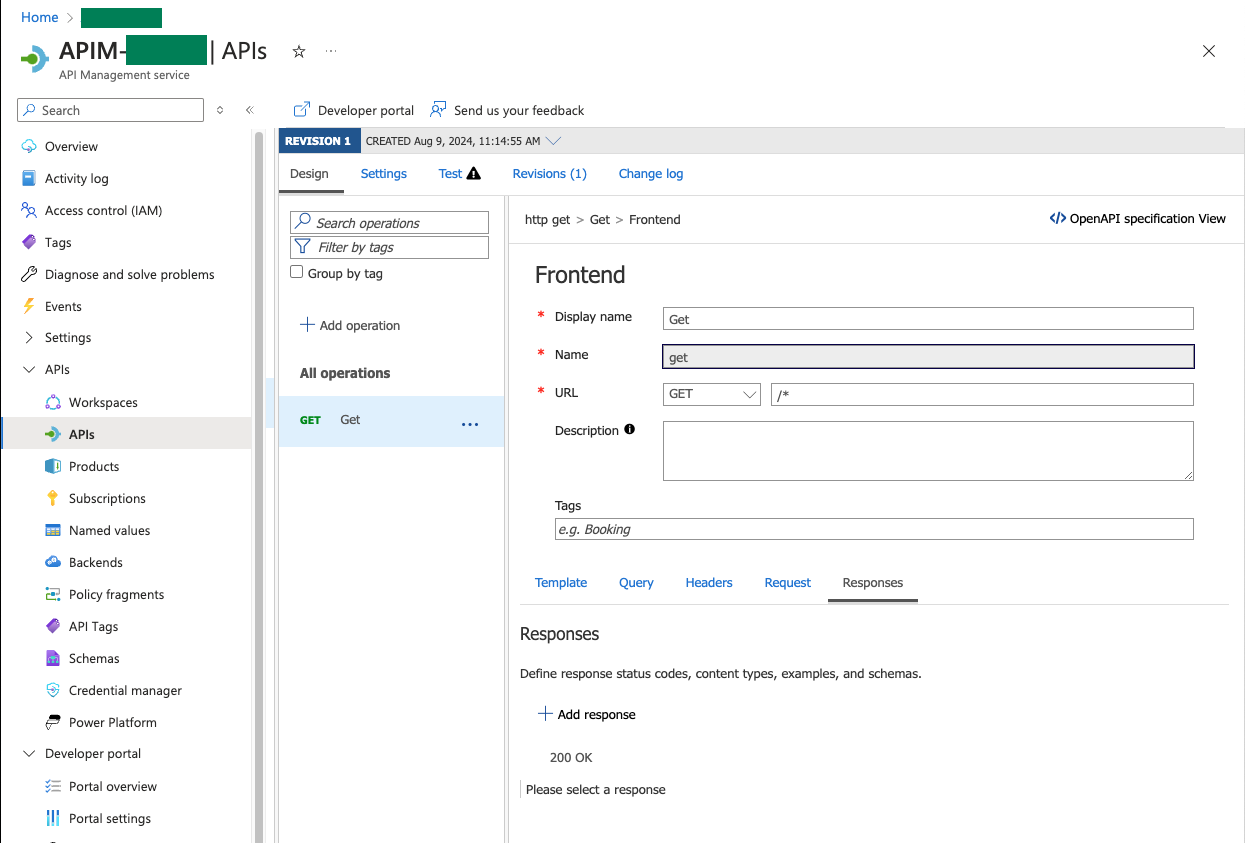 Home >
APIM- | APIs
API Management service
Search
Developer portal
Send us your feedback
Overview
Activity log
Access control (IAM)
Tags
Diagnose and solve problems
Events
Settings
APIs
Workspaces
APIs
Products
Subscriptions
Named values
Backends
Policy fragments
API Tags
Schemas
Credential manager
Power Platform
Developer portal
Portal overview
Portal settings
REVISION 1 CREATED Aug 9, 2024, 11:14:55 AM
Design Settings Test Revisions (1) Change log
Search operations
Filter by tags
Group by tag
Add operation
All operations
GET Get ...
http get > Get > Frontend
</> OpenAPI specification View
Frontend
* Display name Get
* Name get
* URL GET /*
Description
Tags
e.g. Booking
Template Query Headers Request Responses
Responses
Define response status codes, content types, examples, and schemas.
Add response
200 OK
Please select a response